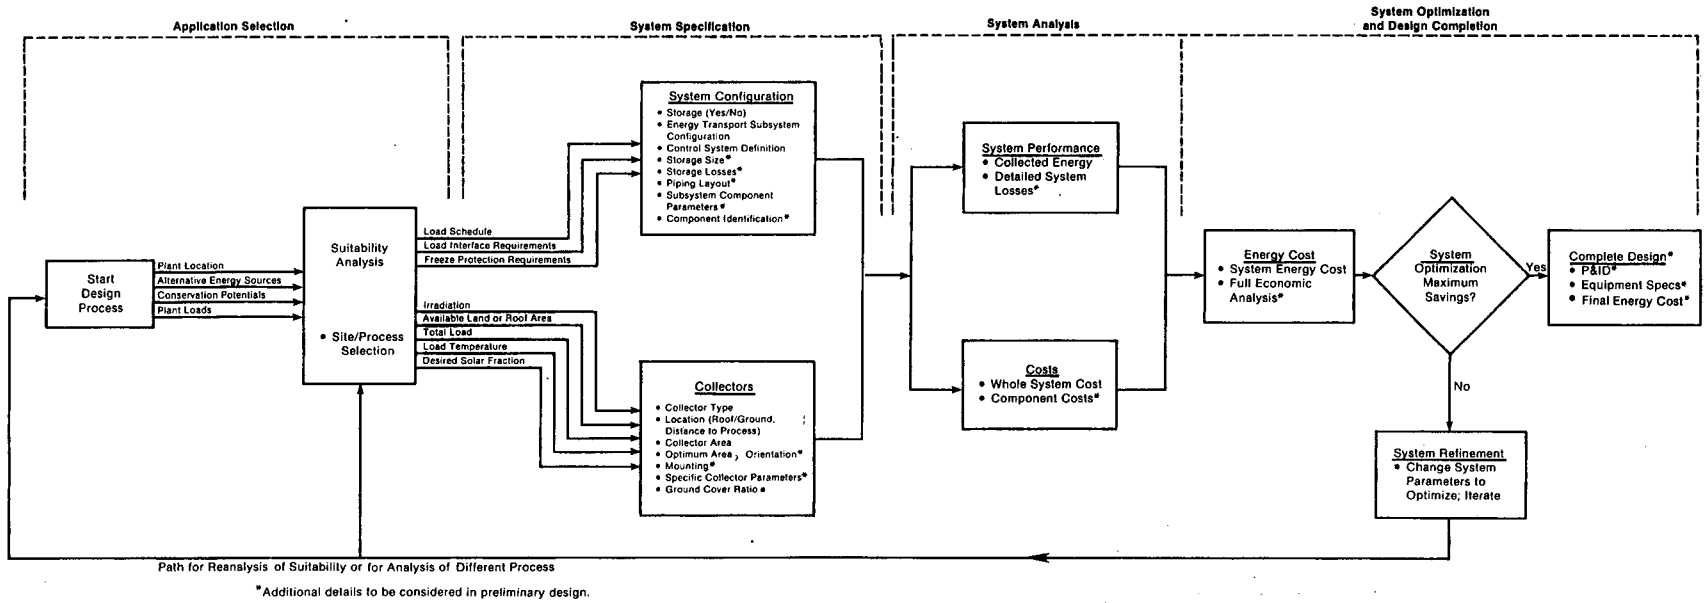 Application Selection
System Specification
System Analysis
System Optimization
and Design Completion
Start
Design
Process
Plant Location
Alternative Energy Sources
Conservation Potentials
Plant Loads
Suitability
Analysis
• Site/Process
Selection
Load Schedule
Load Interface Requirements
Freeze Protection Requirements
Irradiation
Available Land or Roof Area
Total Load
Load Temperature
Desired Solar Fraction
System Configuration
• Storage (Yes/No)
• Energy Transport Subsystem
Configuration
• Control System Definition
• Storage Size*
• Storage Losses*
• Piping Layout*
• Subsystem Component
Parameters*
• Component Identification*
Collectors
• Collector Type
• Location (Roof/Ground,
Distance to Process)
• Collector Area
• Optimum Area, Orientation*
• Mounting*
• Specific Collector Parameters*
• Ground Cover Ratio*
System Performance
• Collected Energy
• Detailed System
Losses*
Costs
• Whole System Cost
• Component Costs*
Energy Cost
• System Energy Cost
• Full Economic
Analysis*
System
Optimization
Maximum
Savings?
Yes
No
Complete Design*
• P&ID*
• Equipment Specs*
• Final Energy Cost*
System Refinement
• Change System
Parameters to
Optimize; Iterate
Path for Reanalysis of Suitability or for Analysis of Different Process
*Additional details to be considered in preliminary design.